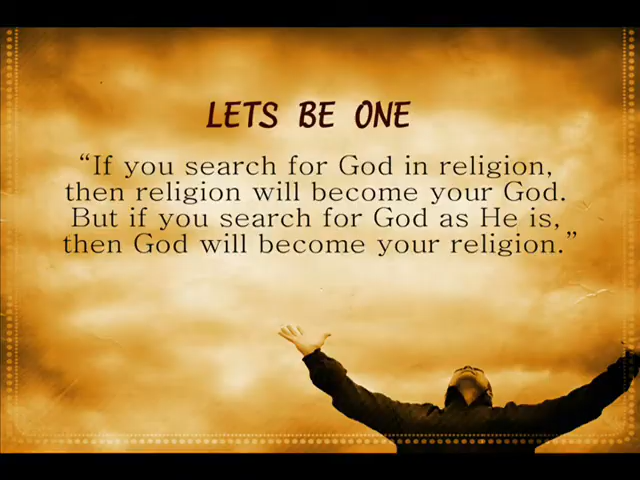 LETS BE ONE
“If you search for God in religion,
then religion will become your God.
But if you search for God as He is,
then God will become your religion.”